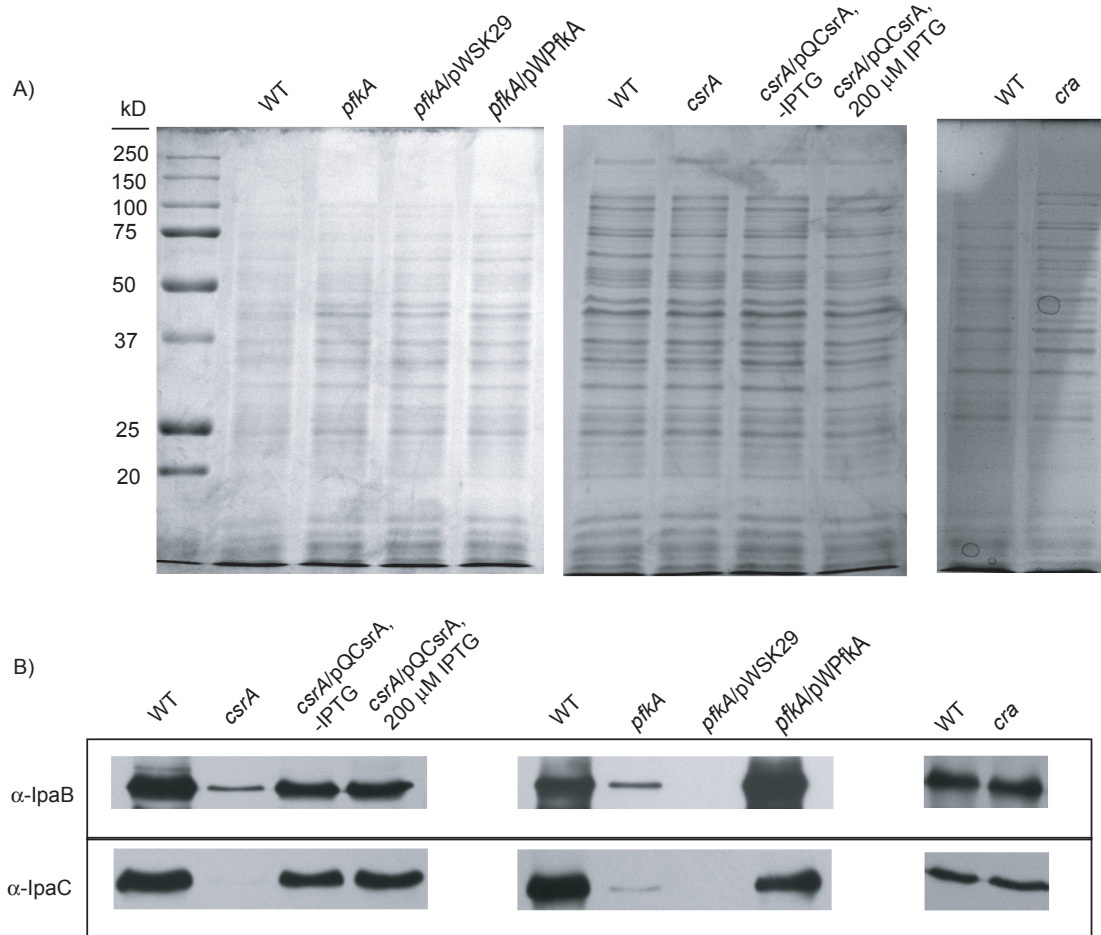 A)
kD
250
150
100
75
50
37
25
20
WT
pfkA
pfkA/pWSK29
pfkA/pWPfkA
WT
csrA
csrA/pQCsrA,
-IPTG
csrA/pQCsrA,
200 µM IPTG
WT
cra
B)
WT
csrA
csrA/pQCsrA,
-IPTG
csrA/pQCsrA,
200 µM IPTG
WT
pfkA
pfkA/pWSK29
pfkA/pWPfkA
WT
cra
α-IpaB
α-IpaC